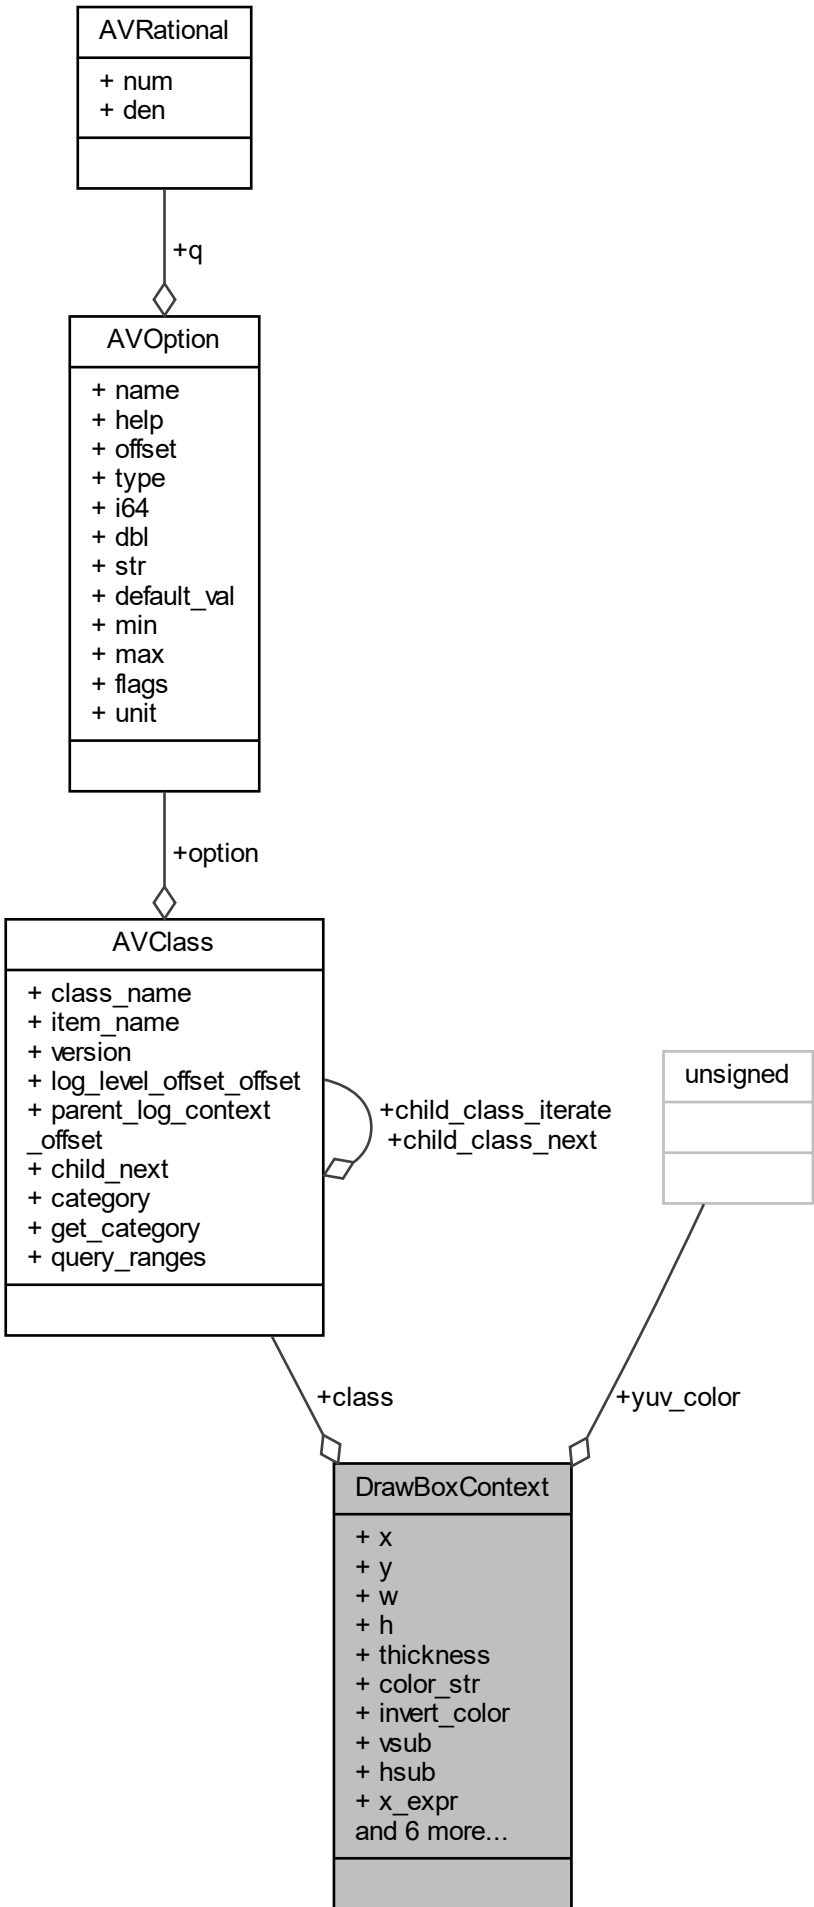 AVRational
+ num
+ den
+q
AVOption
+ name
+ help
+ offset
+ type
+ i64
+ dbl
+ str
+ default_val
+ min
+ max
+ flags
+ unit
+option
AVClass
+ class_name
+ item_name
+ version
+ log_level_offset_offset
+ parent_log_context
_offset
+ child_next
+ category
+ get_category
+ query_ranges
+child_class_iterate
+child_class_next
unsigned
+class
+yuv_color
DrawBoxContext
+ x
+ y
+ w
+ h
+ thickness
+ color_str
+ invert_color
+ vsub
+ hsub
+ x_expr
and 6 more...